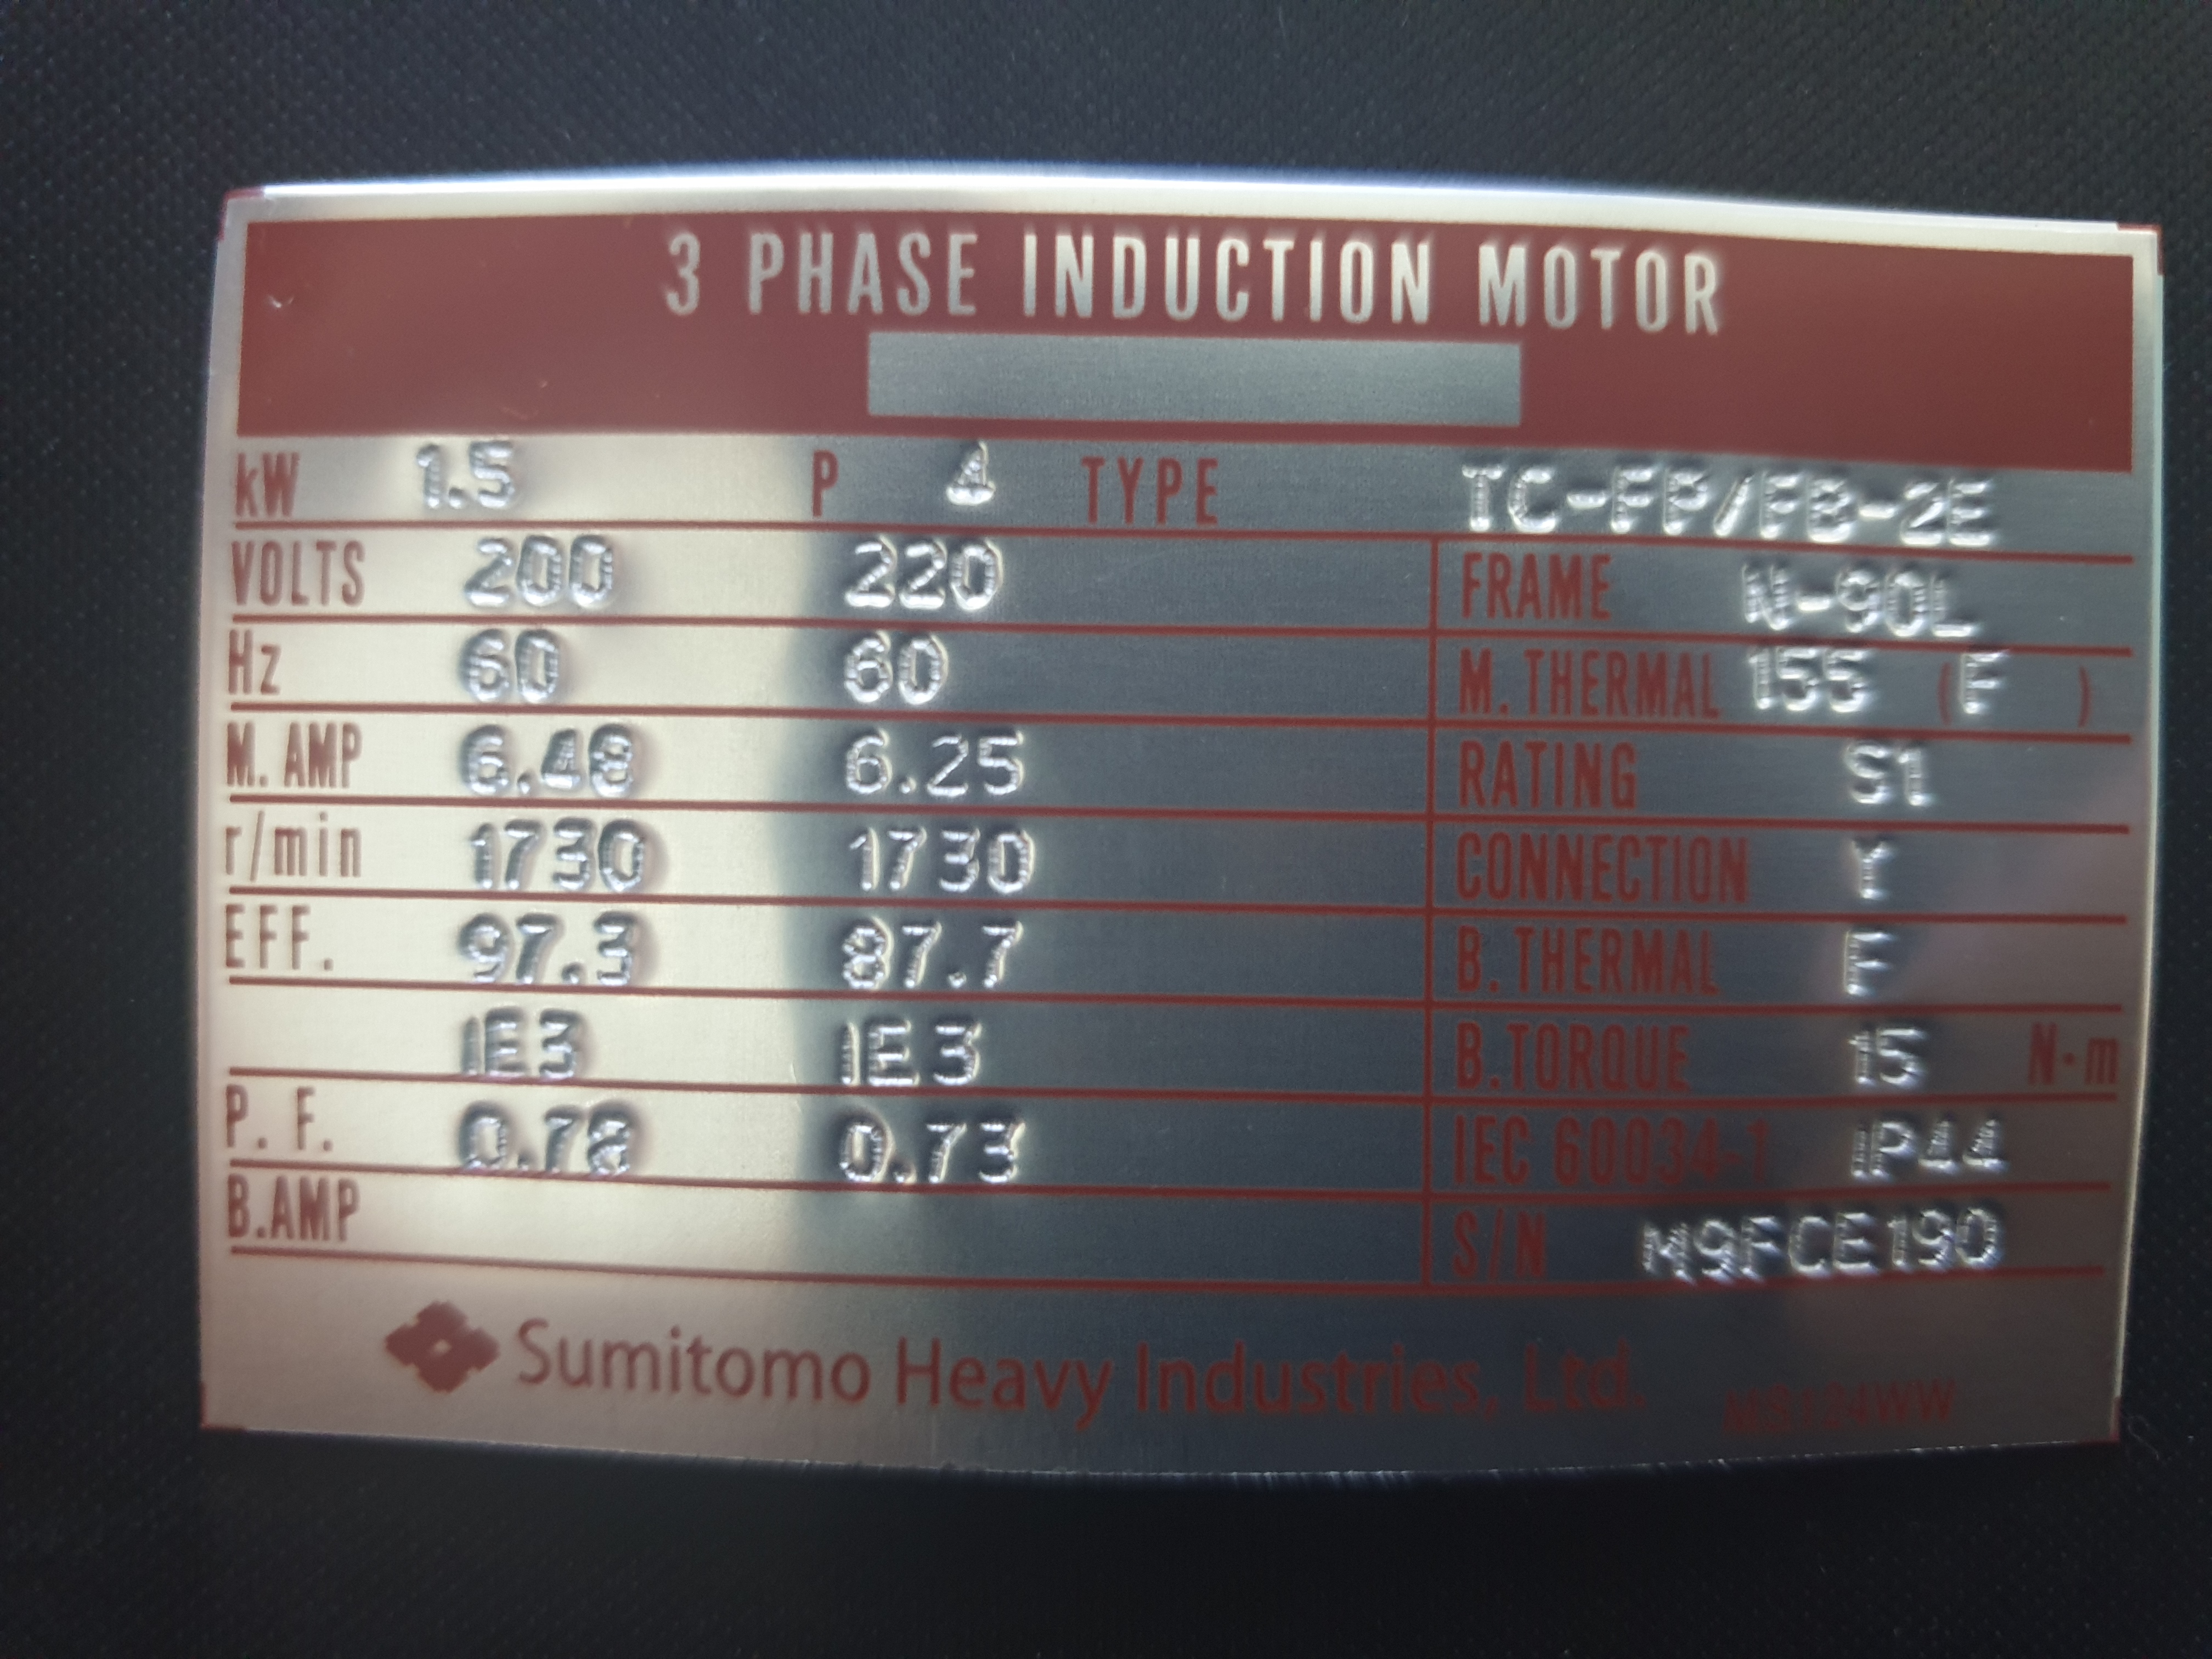 3 PHASE INDUCTION MOTOR
kW 1.5 P 4 TYPE TC-FP/FB-2E
VOLTS 200 220 FRAME N-90L
Hz 60 60 M. THERMAL 155 (F )
M. AMP 6.48 6.25 RATING S1
r/min 1730 1730 CONNECTION Y
EFF. 97.3 87.7 B. THERMAL F
IE3 IE3 B.TORQUE 15 N·m
P. F. 0.78 0.73 IEC 60034-1 IP44
B.AMP S/N M9FCE190
Sumitomo Heavy Industries, Ltd.